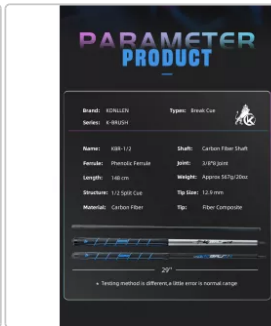 PARAMETER
PRODUCT
Brand: KONLLEN Types: Break Cue
Series: K-BRUSH
Name: KBR-1/2 Shaft: Carbon Fiber Shaft
Ferrule: Phenolic Ferrule Joint: 3/8*8 Joint
Length: 148 cm Weight: Approx 567g/20oz
Structure: 1/2 Split Cue Tip Size: 12.9 mm
Material: Carbon Fiber Tip: Fiber Composite
29"
• Testing method is different,a little error is normal range